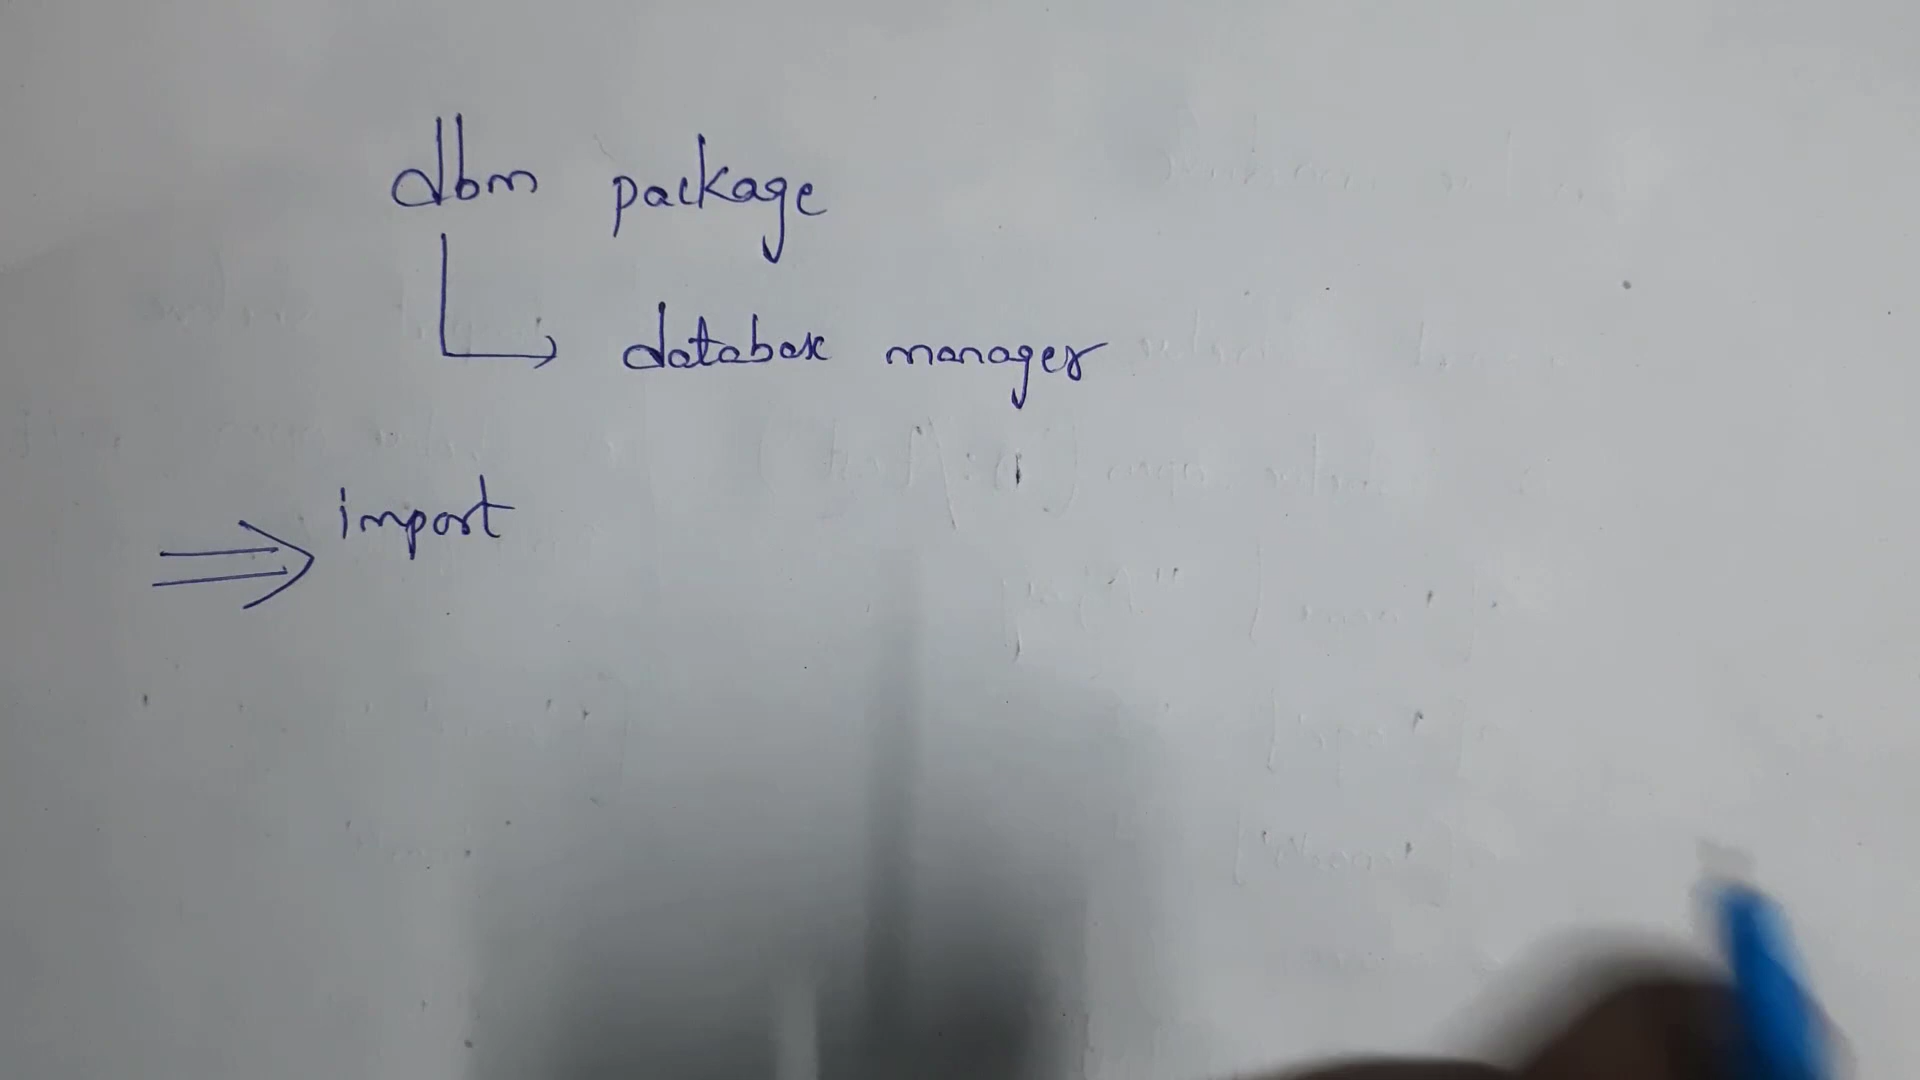 dbm package
database manager
import